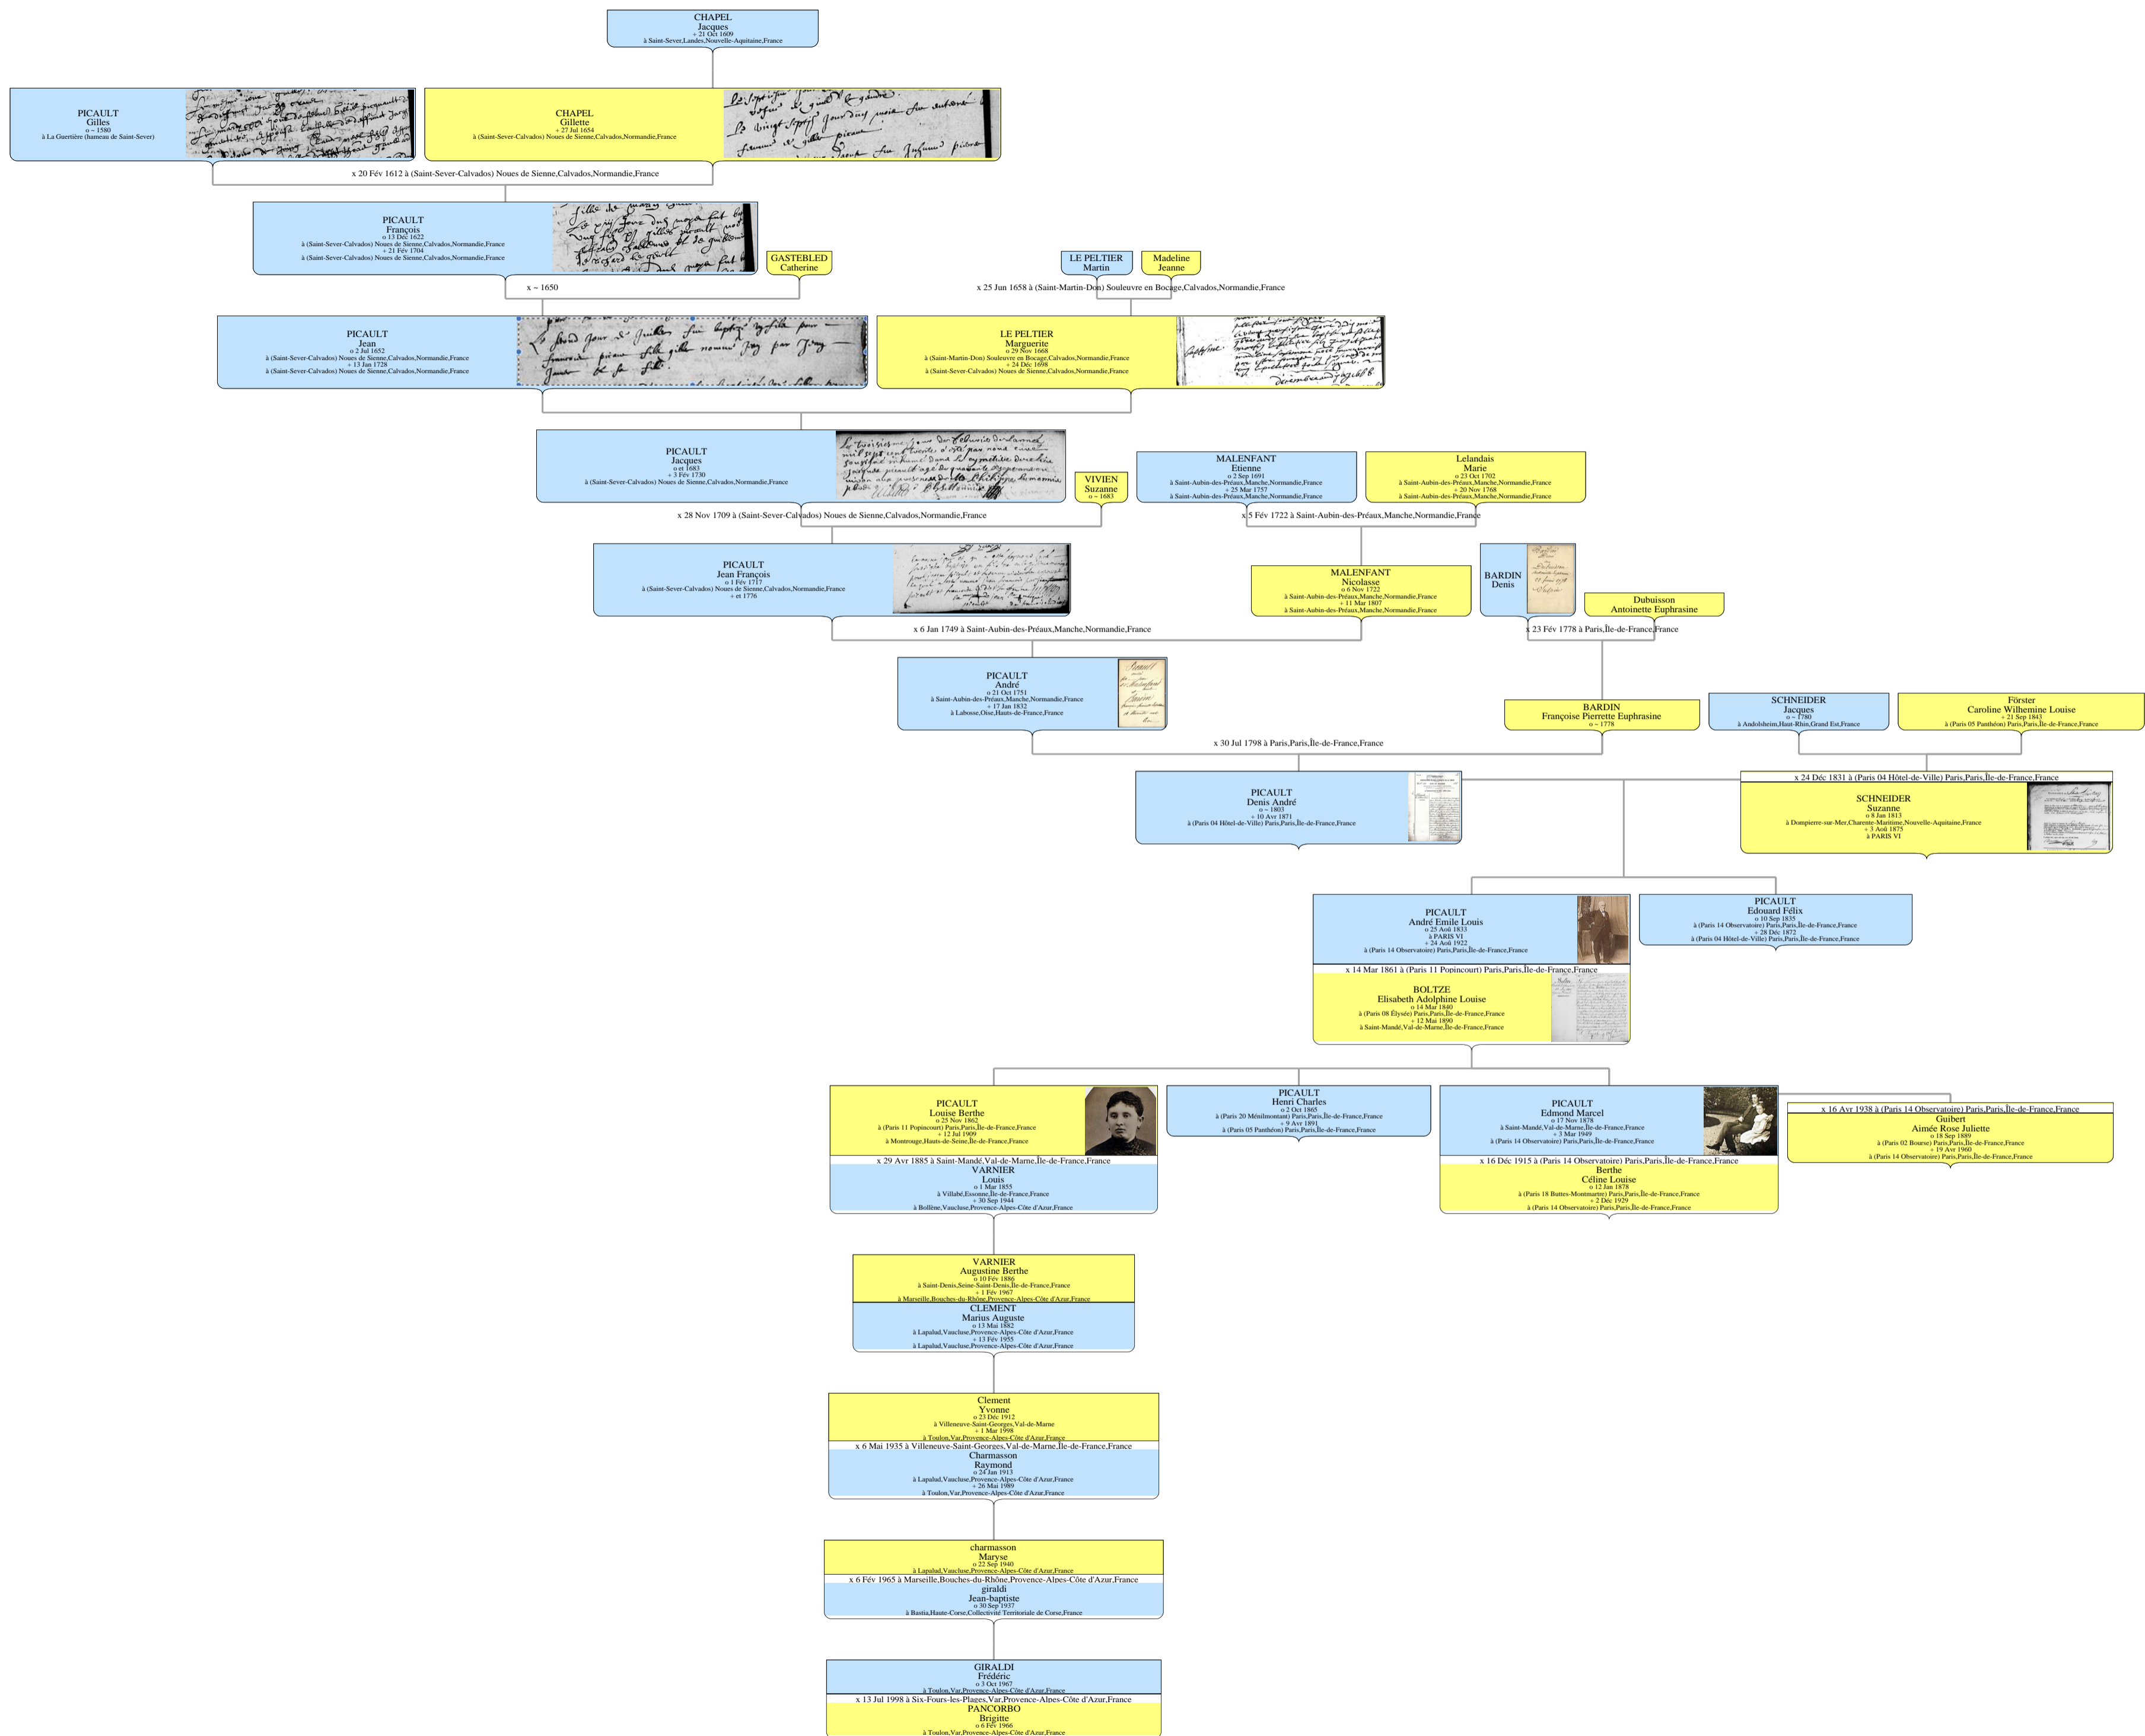 CHAPEL
Jacques
+ 21 Oct 1609
à Saint-Sever,Landes,Nouvelle-Aquitaine,France
PICAULT
Gilles
o ~ 1580
à La Guertière (hameau de Saint-Sever)
CHAPEL
Gillette
+ 27 Jul 1654
à (Saint-Sever-Calvados) Noues de Sienne,Calvados,Normandie,France
x 20 Fév 1612 à (Saint-Sever-Calvados) Noues de Sienne,Calvados,Normandie,France
PICAULT
François
o 13 Déc 1622
à (Saint-Sever-Calvados) Noues de Sienne,Calvados,Normandie,France
+ 21 Fév 1704
à (Saint-Sever-Calvados) Noues de Sienne,Calvados,Normandie,France
GASTEBLED
Catherine
LE PELTIER
Martin
Madeline
Jeanne
x ~ 1650
x 25 Jun 1658 à (Saint-Martin-Don) Souleuvre en Bocage,Calvados,Normandie,France
PICAULT
Jean
o 2 Jul 1652
à (Saint-Sever-Calvados) Noues de Sienne,Calvados,Normandie,France
+ 13 Jan 1728
à (Saint-Sever-Calvados) Noues de Sienne,Calvados,Normandie,France
LE PELTIER
Marguerite
o 29 Nov 1668
à (Saint-Martin-Don) Souleuvre en Bocage,Calvados,Normandie,France
+ 24 Déc 1698
à (Saint-Sever-Calvados) Noues de Sienne,Calvados,Normandie,France
PICAULT
Jacques
o et 1683
+ 3 Fév 1730
à (Saint-Sever-Calvados) Noues de Sienne,Calvados,Normandie,France
VIVIEN
Suzanne
o ~ 1683
MALENFANT
Etienne
o 2 Sep 1691
à Saint-Aubin-des-Préaux,Manche,Normandie,France
+ 25 Mar 1757
à Saint-Aubin-des-Préaux,Manche,Normandie,France
Lelandais
Marie
o 23 Oct 1702
à Saint-Aubin-des-Préaux,Manche,Normandie,France
+ 20 Nov 1768
à Saint-Aubin-des-Préaux,Manche,Normandie,France
x 28 Nov 1709 à (Saint-Sever-Calvados) Noues de Sienne,Calvados,Normandie,France
x 5 Fév 1722 à Saint-Aubin-des-Préaux,Manche,Normandie,France
PICAULT
Jean François
o 1 Fév 1717
à (Saint-Sever-Calvados) Noues de Sienne,Calvados,Normandie,France
+ et 1776
MALENFANT
Nicolasse
o 6 Nov 1722
à Saint-Aubin-des-Préaux,Manche,Normandie,France
+ 11 Mar 1807
à Saint-Aubin-des-Préaux,Manche,Normandie,France
BARDIN
Denis
Dubuisson
Antoinette Euphrasine
x 6 Jan 1749 à Saint-Aubin-des-Préaux,Manche,Normandie,France
x 23 Fév 1778 à Paris,Île-de-France,France
PICAULT
André
o 21 Oct 1751
à Saint-Aubin-des-Préaux,Manche,Normandie,France
+ 17 Jan 1832
à Labosse,Oise,Hauts-de-France,France
BARDIN
Françoise Pierrette Euphrasine
o ~ 1778
SCHNEIDER
Jacques
o ~ 1780
à Andolsheim,Haut-Rhin,Grand Est,France
Förster
Caroline Wilhemine Louise
+ 21 Sep 1843
à (Paris 05 Panthéon) Paris,Paris,Île-de-France,France
x 30 Jul 1798 à Paris,Paris,Île-de-France,France
PICAULT
Denis André
o ~ 1803
+ 10 Avr 1871
à (Paris 04 Hôtel-de-Ville) Paris,Paris,Île-de-France,France
x 24 Déc 1831 à (Paris 04 Hôtel-de-Ville) Paris,Paris,Île-de-France,France
SCHNEIDER
Suzanne
o 8 Jan 1813
à Dompierre-sur-Mer,Charente-Maritime,Nouvelle-Aquitaine,France
+ 3 Aoû 1875
à PARIS VI
PICAULT
André Emile Louis
o 25 Aoû 1833
à PARIS VI
+ 24 Aoû 1922
à (Paris 14 Observatoire) Paris,Paris,Île-de-France,France
x 14 Mar 1861 à (Paris 11 Popincourt) Paris,Paris,Île-de-France,France
BOLTZE
Elisabeth Adolphine Louise
o 14 Mar 1840
à (Paris 08 Élysée) Paris,Paris,Île-de-France,France
+ 12 Mai 1890
à Saint-Mandé,Val-de-Marne,Île-de-France,France
PICAULT
Edouard Félix
o 10 Sep 1835
à (Paris 14 Observatoire) Paris,Paris,Île-de-France,France
+ 28 Déc 1872
à (Paris 04 Hôtel-de-Ville) Paris,Paris,Île-de-France,France
PICAULT
Louise Berthe
o 25 Nov 1862
à (Paris 11 Popincourt) Paris,Paris,Île-de-France,France
+ 12 Jul 1909
à Montrouge,Hauts-de-Seine,Île-de-France,France
x 29 Avr 1885 à Saint-Mandé,Val-de-Marne,Île-de-France,France
VARNIER
Louis
o 1 Mar 1855
à Villabé,Essonne,Île-de-France,France
+ 30 Sep 1944
à Bollène,Vaucluse,Provence-Alpes-Côte d'Azur,France
PICAULT
Henri Charles
o 2 Oct 1865
à (Paris 20 Ménilmontant) Paris,Paris,Île-de-France,France
+ 9 Avr 1891
à (Paris 05 Panthéon) Paris,Paris,Île-de-France,France
PICAULT
Edmond Marcel
o 17 Nov 1878
à Saint-Mandé,Val-de-Marne,Île-de-France,France
+ 3 Mar 1949
à (Paris 14 Observatoire) Paris,Paris,Île-de-France,France
x 16 Déc 1915 à (Paris 14 Observatoire) Paris,Paris,Île-de-France,France
Berthe
Céline Louise
o 12 Jan 1878
à (Paris 18 Buttes-Montmartre) Paris,Paris,Île-de-France,France
+ 2 Déc 1929
à (Paris 14 Observatoire) Paris,Paris,Île-de-France,France
x 16 Avr 1938 à (Paris 14 Observatoire) Paris,Paris,Île-de-France,France
Guibert
Aimée Rose Juliette
o 18 Sep 1889
à (Paris 02 Bourse) Paris,Paris,Île-de-France,France
+ 19 Avr 1960
à (Paris 14 Observatoire) Paris,Paris,Île-de-France,France
VARNIER
Augustine Berthe
o 10 Fév 1886
à Saint-Denis,Seine-Saint-Denis,Île-de-France,France
+ 1 Fév 1967
à Marseille,Bouches-du-Rhône,Provence-Alpes-Côte d'Azur,France
CLEMENT
Marius Auguste
o 13 Mai 1882
à Lapalud,Vaucluse,Provence-Alpes-Côte d'Azur,France
+ 13 Fév 1955
à Lapalud,Vaucluse,Provence-Alpes-Côte d'Azur,France
Clement
Yvonne
o 23 Déc 1912
à Villeneuve-Saint-Georges,Val-de-Marne
+ 1 Mar 1998
à Toulon,Var,Provence-Alpes-Côte d'Azur,France
x 6 Mai 1935 à Villeneuve-Saint-Georges,Val-de-Marne,Île-de-France,France
Charmasson
Raymond
o 24 Jan 1913
à Lapalud,Vaucluse,Provence-Alpes-Côte d'Azur,France
+ 26 Mai 1989
à Toulon,Var,Provence-Alpes-Côte d'Azur,France
charmasson
Maryse
o 22 Sep 1940
à Lapalud,Vaucluse,Provence-Alpes-Côte d'Azur,France
x 6 Fév 1965 à Marseille,Bouches-du-Rhône,Provence-Alpes-Côte d'Azur,France
giraldi
Jean-baptiste
o 30 Sep 1937
à Bastia,Haute-Corse,Collectivité Territoriale de Corse,France
GIRALDI
Frédéric
o 3 Oct 1967
à Toulon,Var,Provence-Alpes-Côte d'Azur,France
x 13 Jul 1998 à Six-Fours-les-Plages,Var,Provence-Alpes-Côte d'Azur,France
PANCORBO
Brigitte
o 6 Fév 1966
à Toulon,Var,Provence-Alpes-Côte d'Azur,France